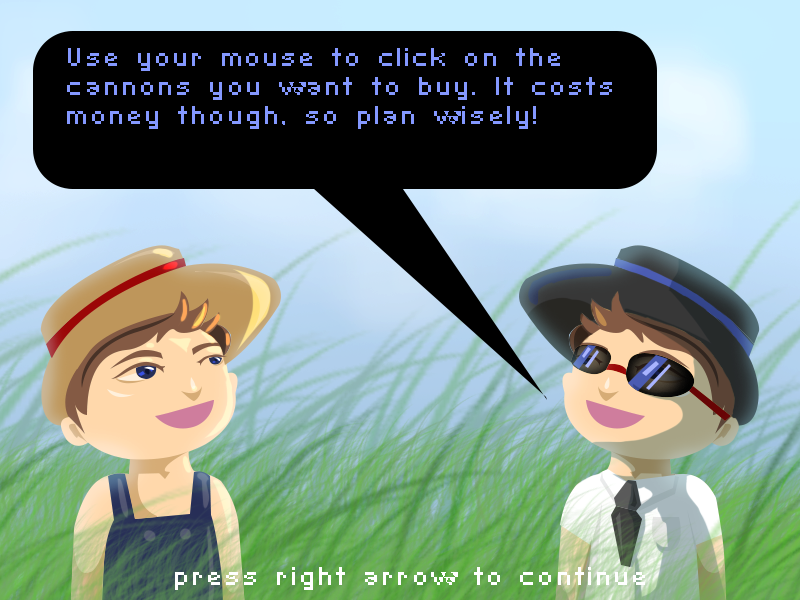 Use your mouse to click on the
cannons you want to buy. It costs
money though, so plan wisely!
press right arrow to continue